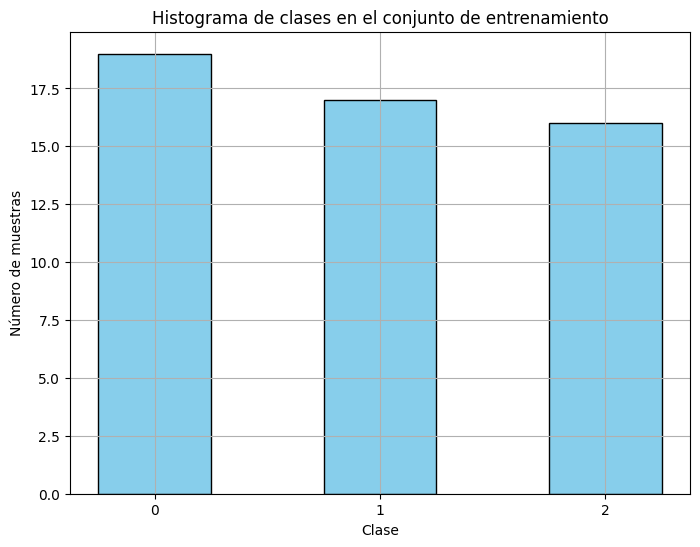 Histograma de clases en el conjunto de entrenamiento
Número de muestras
17.5
15.0
12.5
10.0
7.5
5.0
2.5
0.0
0 1 2
Clase